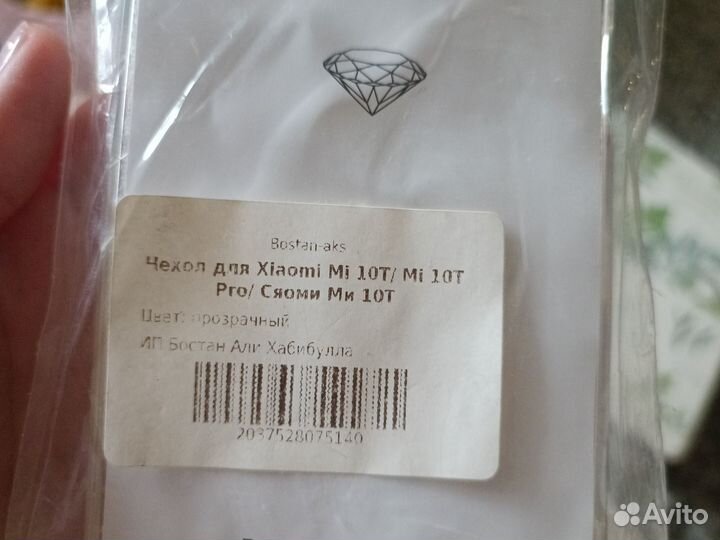 Bostan-aks
Чехол для Xiaomi Mi 10T/ Mi 10T
Pro/ Сяоми Ми 10T
Цвет: прозрачный
ИП Бостан Али Хабибулла
2037528075140
Avito